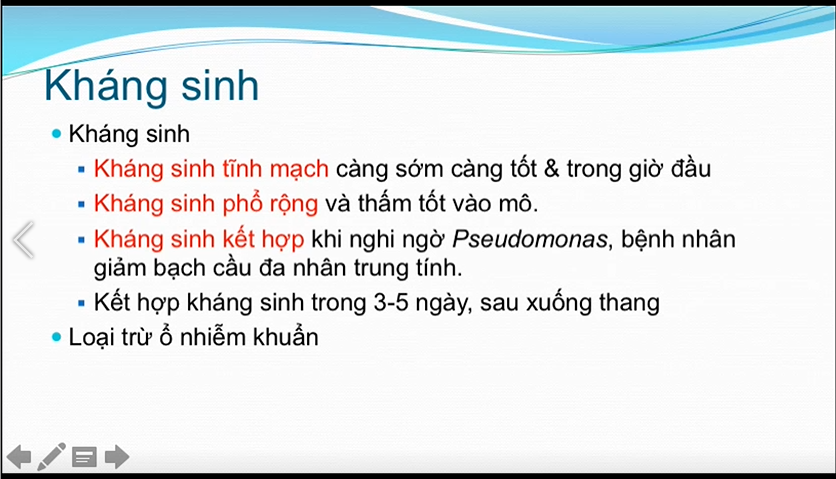 Kháng sinh
Kháng sinh
Kháng sinh tĩnh mạch càng sớm càng tốt & trong giờ đầu
Kháng sinh phổ rộng và thấm tốt vào mô.
Kháng sinh kết hợp khi nghi ngờ Pseudomonas, bệnh nhân
giảm bạch cầu đa nhân trung tính.
Kết hợp kháng sinh trong 3-5 ngày, sau xuống thang
Loại trừ ổ nhiễm khuẩn